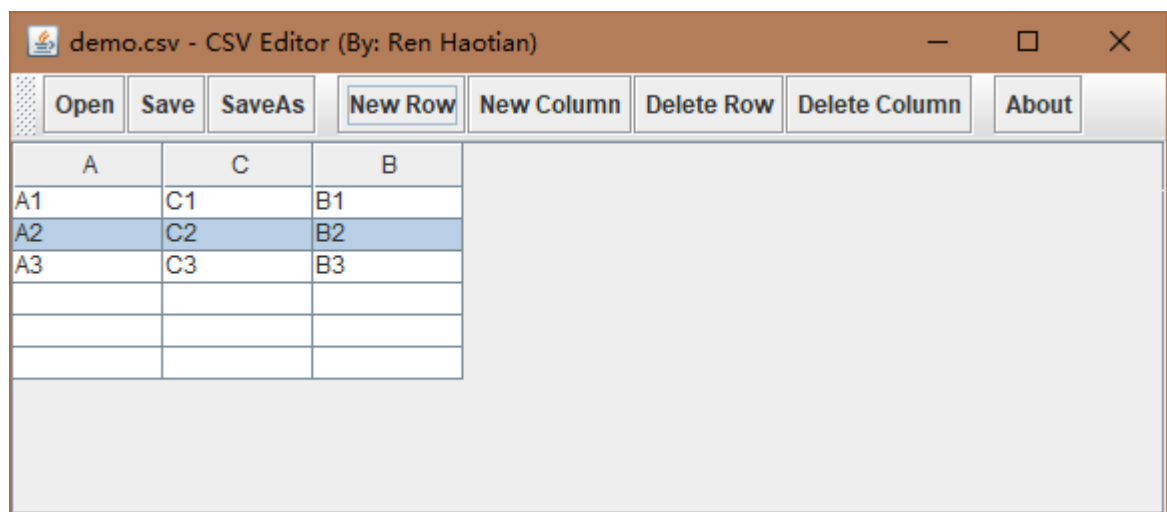 demo.csv - CSV Editor (By: Ren Haotian)
Open Save SaveAs New Row New Column Delete Row Delete Column About
A C B
A1 C1 B1
A2 C2 B2
A3 C3 B3